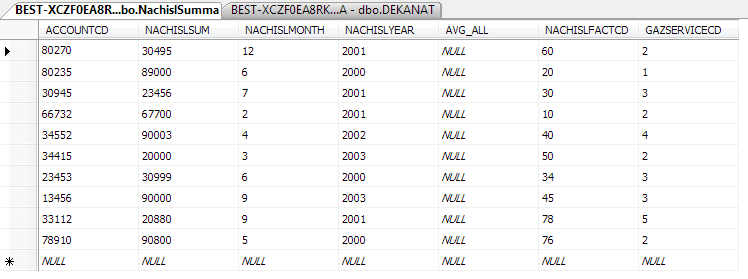 BEST-XCZF0EA8R...bo.NachislSumma BEST-XCZF0EA8RK...A - dbo.DEKANAT
ACCOUNTCD NACHISLSUM NACHISLMONTH NACHISLYEAR AVG_ALL NACHISLFACTCD GAZSERVICECD
80270 30495 12 2001 NULL 60 2
80235 89000 6 2000 NULL 20 1
30945 23456 7 2001 NULL 30 3
66732 67700 2 2001 NULL 10 2
34552 90003 4 2002 NULL 40 4
34415 20000 3 2003 NULL 50 2
23453 30999 6 2000 NULL 34 3
13456 90000 9 2003 NULL 45 3
33112 20880 9 2001 NULL 78 5
78910 90800 5 2000 NULL 76 2
NULL NULL NULL NULL NULL NULL NULL